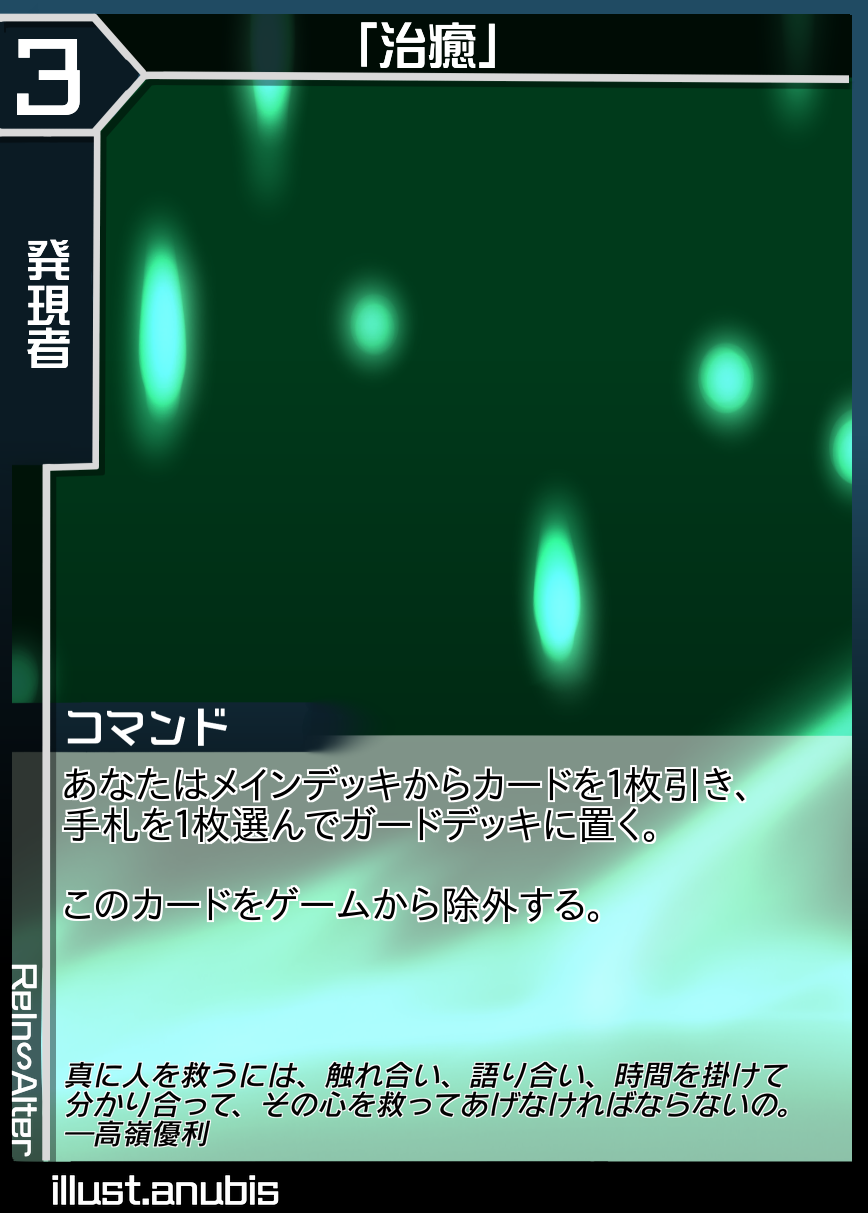 3
「治癒」
発現者
コマンド
あなたはメインデッキからカードを1枚引き、
手札を1枚選んでガードデッキに置く。
このカードをゲームから除外する。
真に人を救うには、触れ合い、語り合い、時間を掛けて
分かり合って、その心を救ってあげなければならないの。
―高嶺優利
ReIn∽Alter
illust.anubis